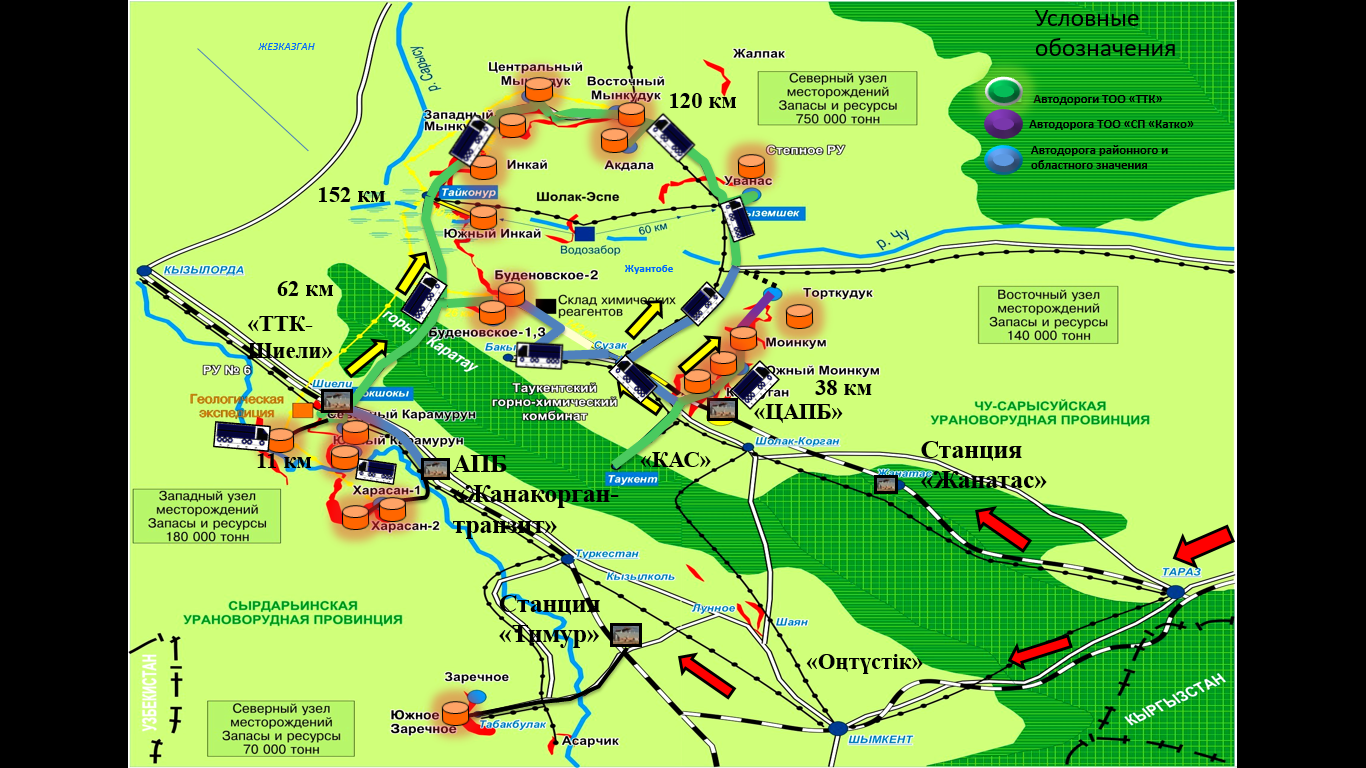 Условные
обозначения
Автодороги ТОО «ТТК»
Автодорога ТОО «СП «Катко»
Автодорога районного и
областного значения
ЖЕЗКАЗГАН
р. Сарысу
Центральный
Восточный
Мынкудук
Жалпак
120 км
Северный узел
месторождений
Запасы и ресурсы
750 000 тонн
Западный
Инкай
Акдала
Степное РУ
Уванас
152 км
Тайконур
Шолак-Эспе
Южный Инкай
60 км
Водозабор
р. Чу
КЫЗЫЛОРДА
Жуантобе
Буденовское-2
62 км
Склад химических
реагентов
Торткудук
Восточный узел
месторождений
Запасы и ресурсы
140 000 тонн
«ТТК-
Шиели»
горы
Каратау
Буденовское-1,3
Сузак
Моинкум
РУ № 6
Шиели
Таукентский
горно-химический
комбинат
Южный Моинкум
38 км
«ЦАПБ»
Геологическая
экспедиция
ЧУ-САРЫСУЙСКАЯ
УРАНОВОРУДНАЯ ПРОВИНЦИЯ
11 км
Шолак-Корган
«КАС»
Таукент
Станция
«Жанатас»
Жанатас
АПБ
«Жанакорган-
транзит»
Харасан-1
Харасан-2
Западный узел
месторождений
Запасы и ресурсы
180 000 тонн
Туркестан
Кызылколь
ТАРАЗ
СЫРДАРЬИНСКАЯ
УРАНОВОРУДНАЯ ПРОВИНЦИЯ
Станция
«Тимур»
Лунное
Шаян
«Оңтүстік»
УЗБЕКИСТАН
КЫРГЫЗСТАН
Заречное
Южное
Заречное
Табакбулак
Асарчик
ШЫМКЕНТ
Северный узел
месторождений
Запасы и ресурсы
70 000 тонн